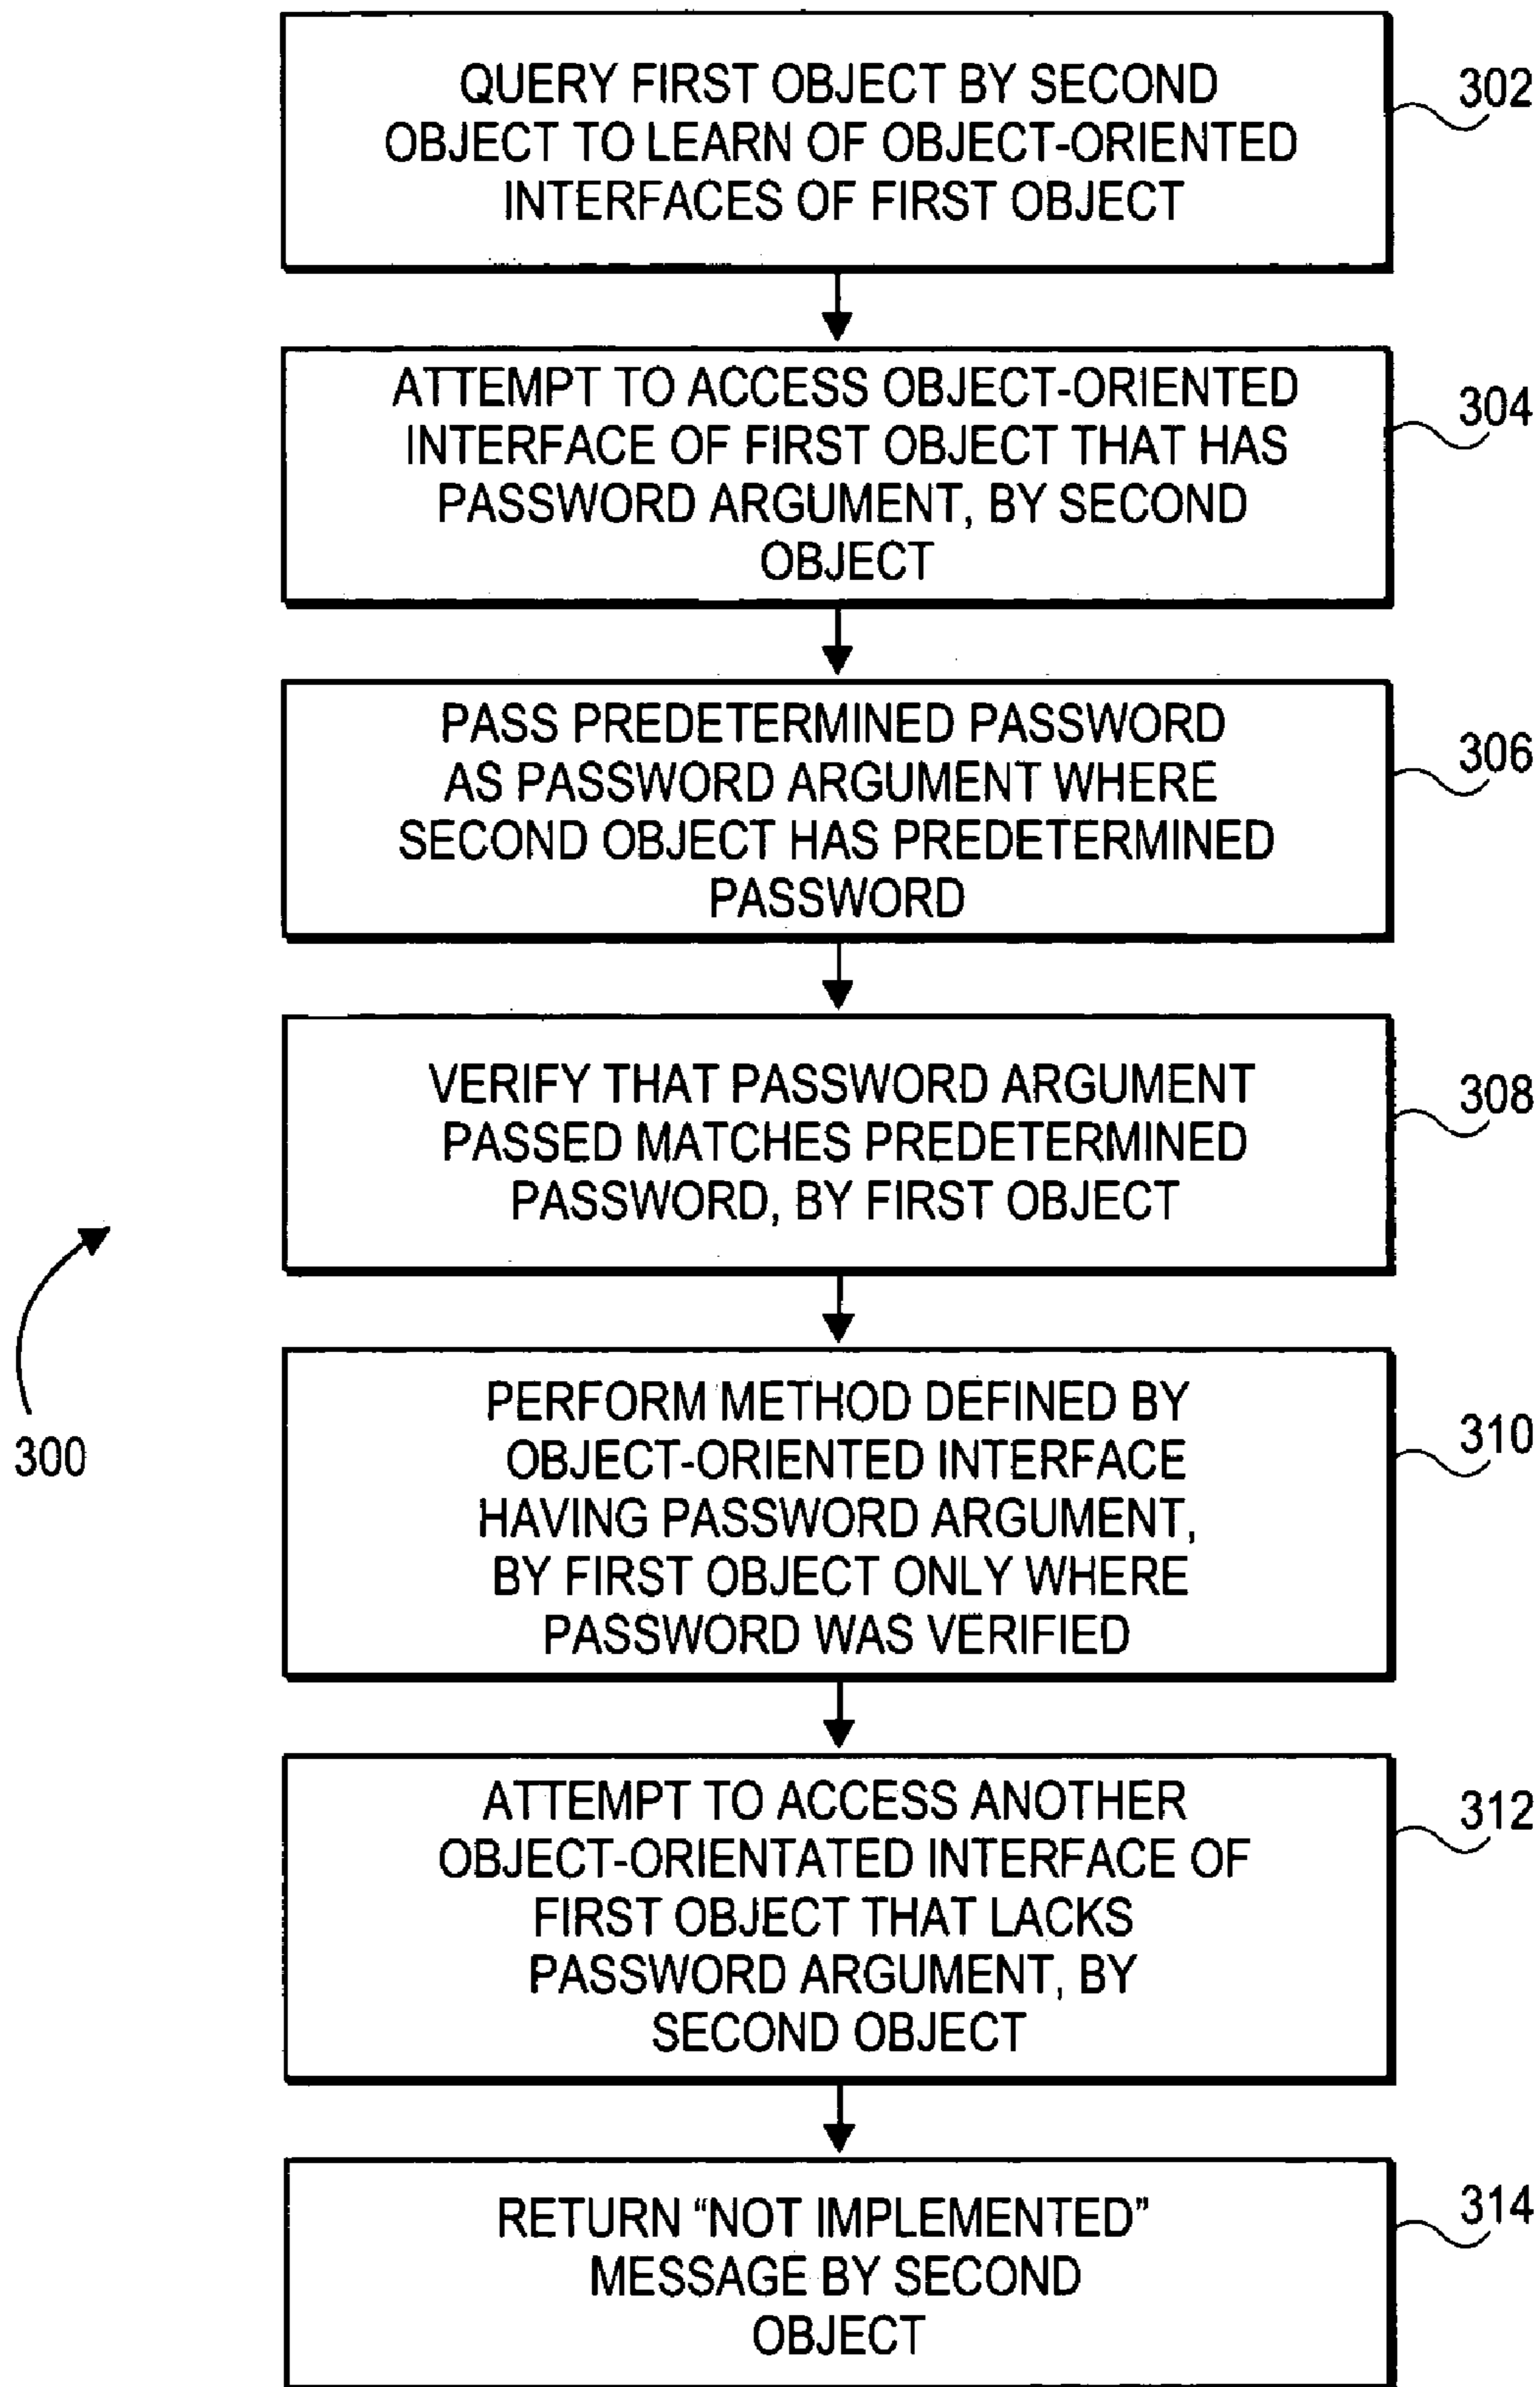 QUERY FIRST OBJECT BY SECOND
OBJECT TO LEARN OF OBJECT-ORIENTED
INTERFACES OF FIRST OBJECT
302
ATTEMPT TO ACCESS OBJECT-ORIENTED
INTERFACE OF FIRST OBJECT THAT HAS
PASSWORD ARGUMENT, BY SECOND
OBJECT
304
PASS PREDETERMINED PASSWORD
AS PASSWORD ARGUMENT WHERE
SECOND OBJECT HAS PREDETERMINED
PASSWORD
306
VERIFY THAT PASSWORD ARGUMENT
PASSED MATCHES PREDETERMINED
PASSWORD, BY FIRST OBJECT
308
300
PERFORM METHOD DEFINED BY
OBJECT-ORIENTED INTERFACE
HAVING PASSWORD ARGUMENT,
BY FIRST OBJECT ONLY WHERE
PASSWORD WAS VERIFIED
310
ATTEMPT TO ACCESS ANOTHER
OBJECT-ORIENTATED INTERFACE OF
FIRST OBJECT THAT LACKS
PASSWORD ARGUMENT, BY
SECOND OBJECT
312
RETURN “NOT IMPLEMENTED”
MESSAGE BY SECOND
OBJECT
314